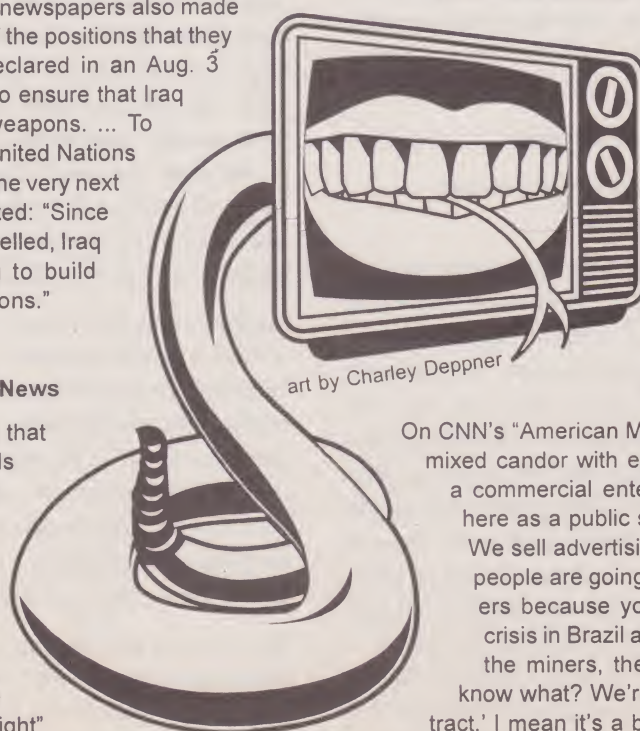 newspapers also made
the positions that they
eclared in an Aug. 3
o ensure that Iraq
weapons. ... To
nited Nations
he very next
ted: "Since
elled, Iraq
to build
ons."
News
that
ight"
art by Charley Deppner
On CNN's "American M
mixed candor with e
a commercial ente
here as a public s
We sell advertisi
people are going
ers because yo
crisis in Brazil a
the miners, the
know what? We're
tract.' I mean it's a b